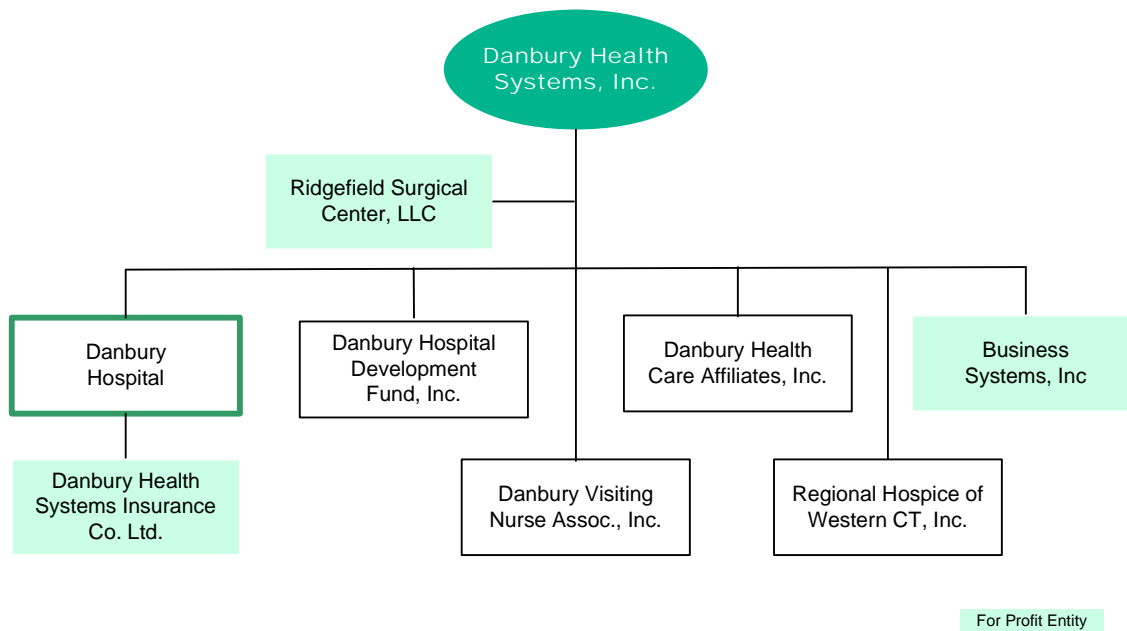 Danbury Health
Systems, Inc.
Ridgefield Surgical
Center, LLC
Danbury
Hospital
Danbury Hospital
Development
Fund, Inc.
Danbury Health
Care Affiliates, Inc.
Business
Systems, Inc
Danbury Health
Systems Insurance
Co. Ltd.
Danbury Visiting
Nurse Assoc., Inc.
Regional Hospice of
Western CT, Inc.
For Profit Entity